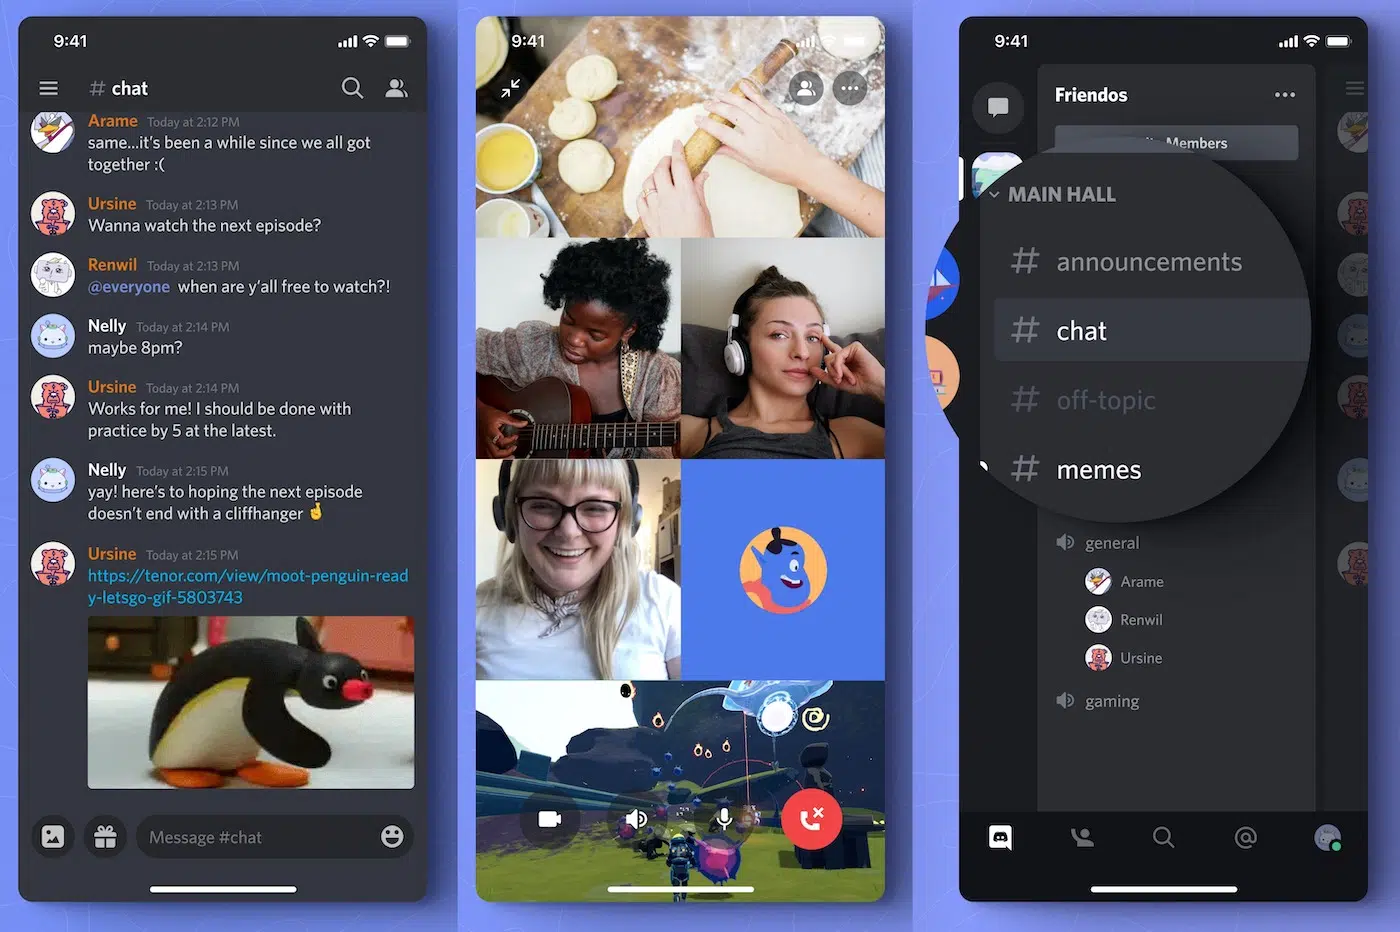 9:41
# chat
Arame Today at 2:12 PM
same...it's been a while since we all got
together :(
Ursine Today at 2:13 PM
Wanna watch the next episode?
Renwil Today at 2:13 PM
@everyone when are y'all free to watch?!
Nelly Today at 2:14 PM
maybe 8pm?
Ursine Today at 2:14 PM
Works for me! I should be done with
practice by 5 at the latest.
Nelly Today at 2:15 PM
yay! here's to hoping the next episode
doesn't end with a cliffhanger 🤞
Ursine Today at 2:15 PM
https://tenor.com/view/moot-penguin-read
y-letsgo-gif-5803743
Message #chat
9:41
9:41
Friendos
Members
MAIN HALL
# announcements
# chat
# off-topic
# memes
general
Arame
Renwil
Ursine
gaming